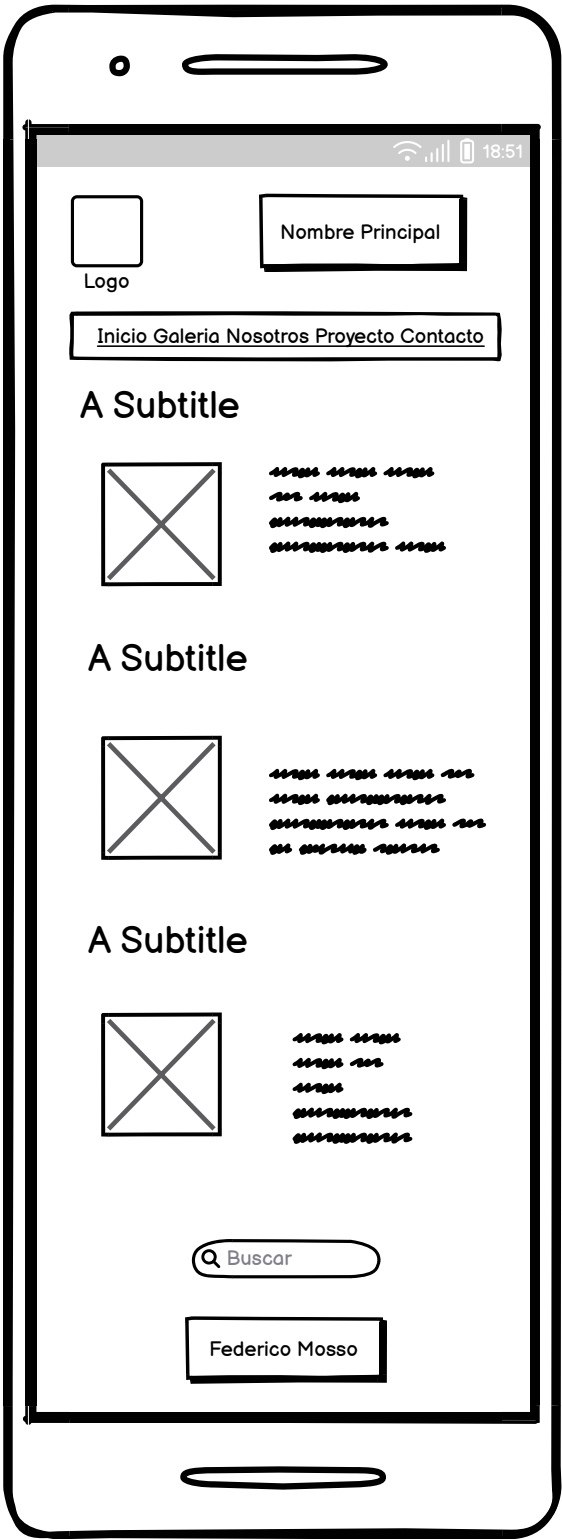 18:51
Nombre Principal
Logo
Inicio Galeria Nosotros Proyecto Contacto
A Subtitle
A Subtitle
A Subtitle
Buscar
Federico Mosso